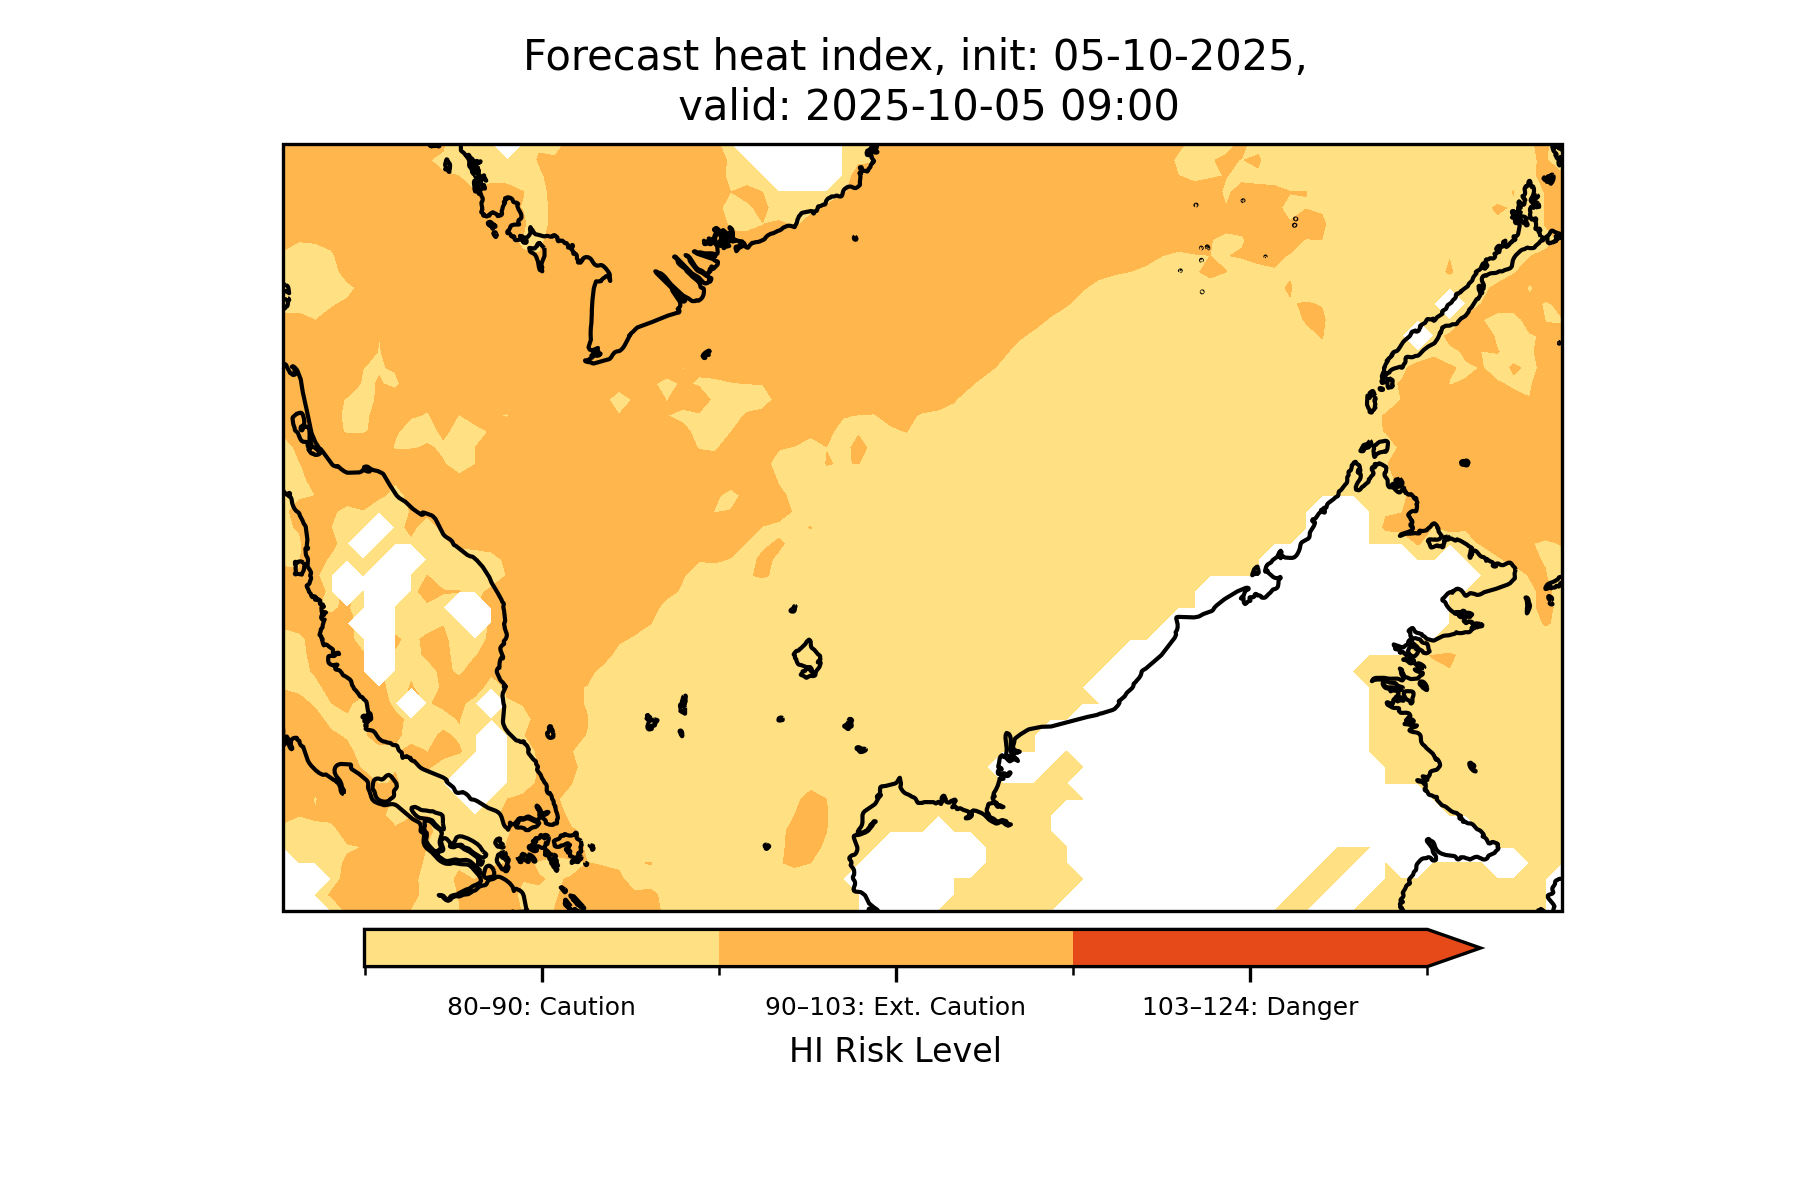 Forecast heat index, init: 05-10-2025,
valid: 2025-10-05 09:00
80–90: Caution
90–103: Ext. Caution
103–124: Danger
HI Risk Level